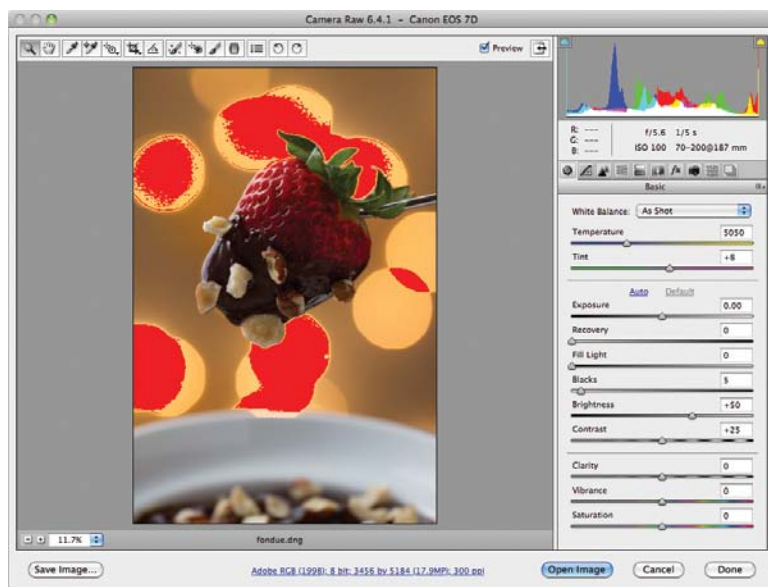 Camera Raw 6.4.1 - Canon EOS 7D
Preview
R: ---
G: ---
B: ---
f/5.6 1/5 s
ISO 100 70-200@187 mm
Basic
White Balance: As Shot
Temperature 5050
Tint +8
Auto Default
Exposure 0.00
Recovery 0
Fill Light 0
Blacks 5
Brightness +50
Contrast +25
Clarity 0
Vibrance 0
Saturation 0
11.7% fondue.dng
Save Image... Adobe RGB (1998); 8 bit; 3456 by 5184 (17.9MP); 300 ppi Open Image Cancel Done